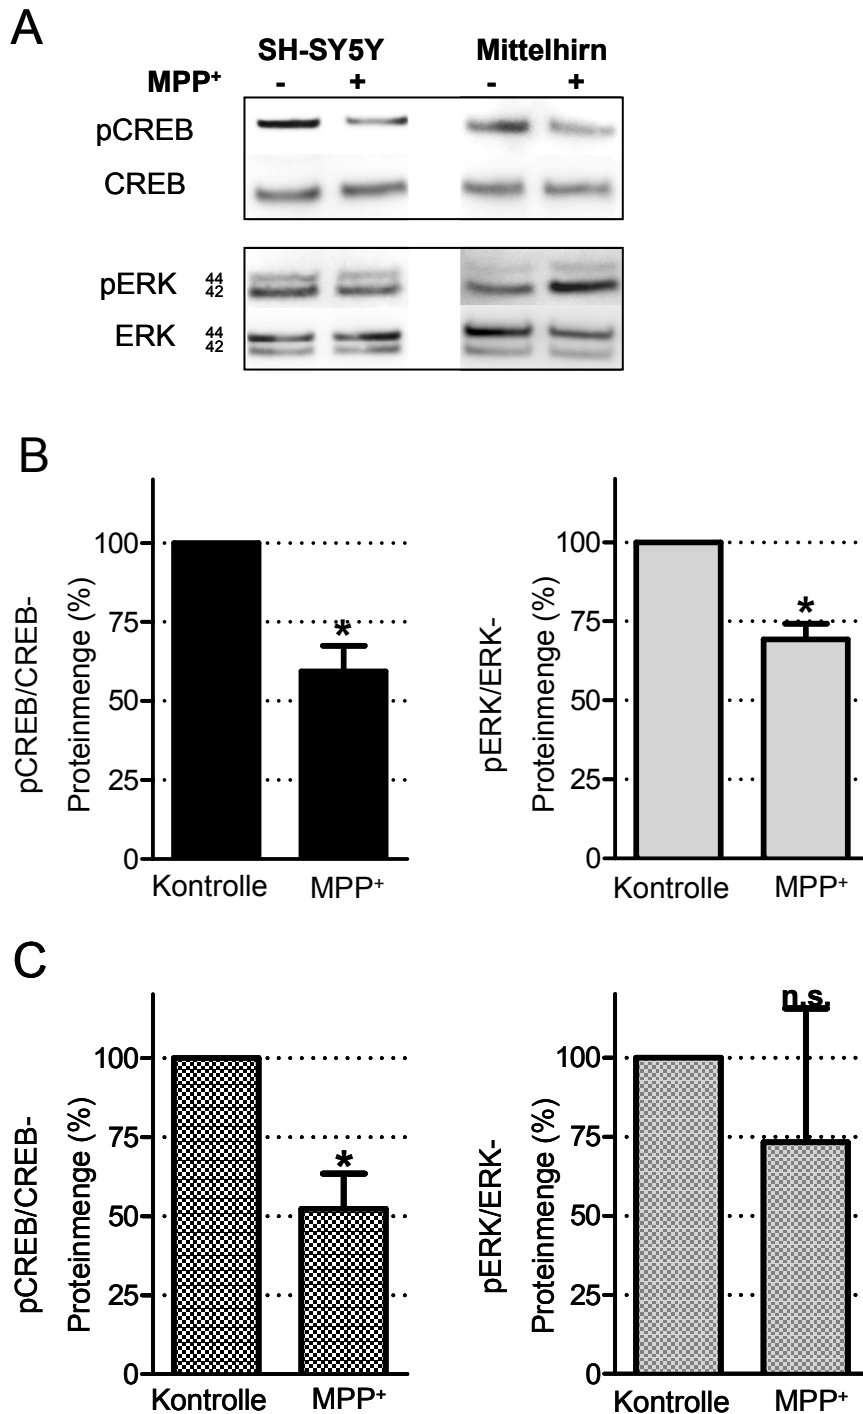 A
SH-SY5Y Mittelhirn
MPP⁺ - + - +
pCREB
CREB
pERK 44
42
ERK 44
42
B
pCREB/CREB-
Proteinmenge (%)
100
75
50
25
0
*
Kontrolle MPP⁺
pERK/ERK-
Proteinmenge (%)
100
75
50
25
0
*
Kontrolle MPP⁺
C
pCREB/CREB-
Proteinmenge (%)
100
75
50
25
0
*
Kontrolle MPP⁺
pERK/ERK-
Proteinmenge (%)
100
75
50
25
0
n.s.
Kontrolle MPP⁺